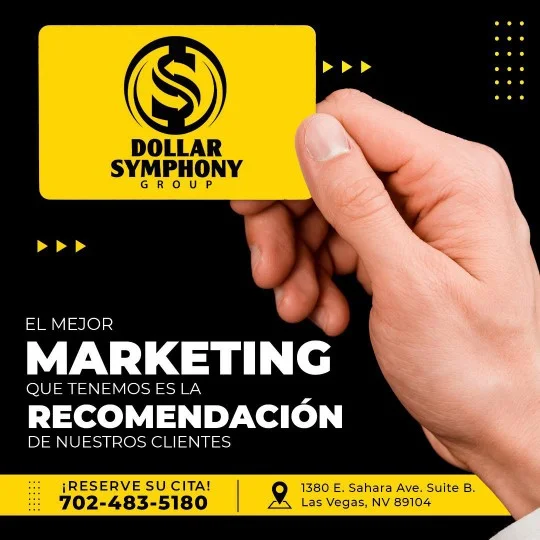 DOLLAR
SYMPHONY
GROUP
EL MEJOR
MARKETING
QUE TENEMOS ES LA
RECOMENDACIÓN
DE NUESTROS CLIENTES
¡RESERVE SU CITA!
702-483-5180
1380 E. Sahara Ave. Suite B.
Las Vegas, NV 89104